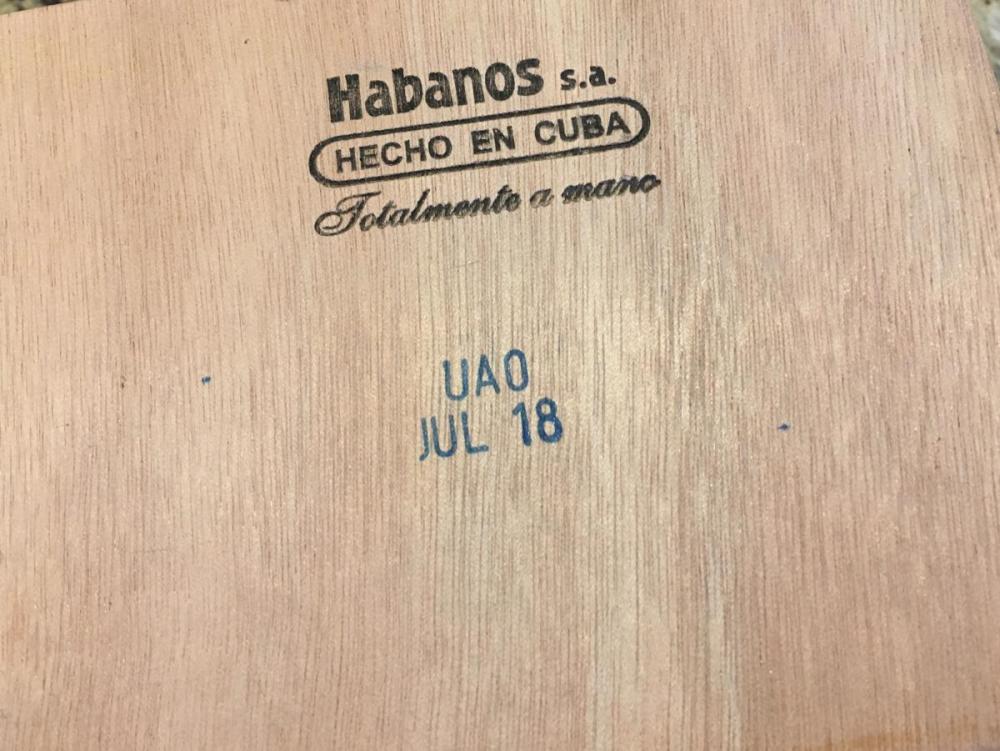 Habanos s.a.
HECHO EN CUBA
Totalmente a mano
UAO
JUL 18